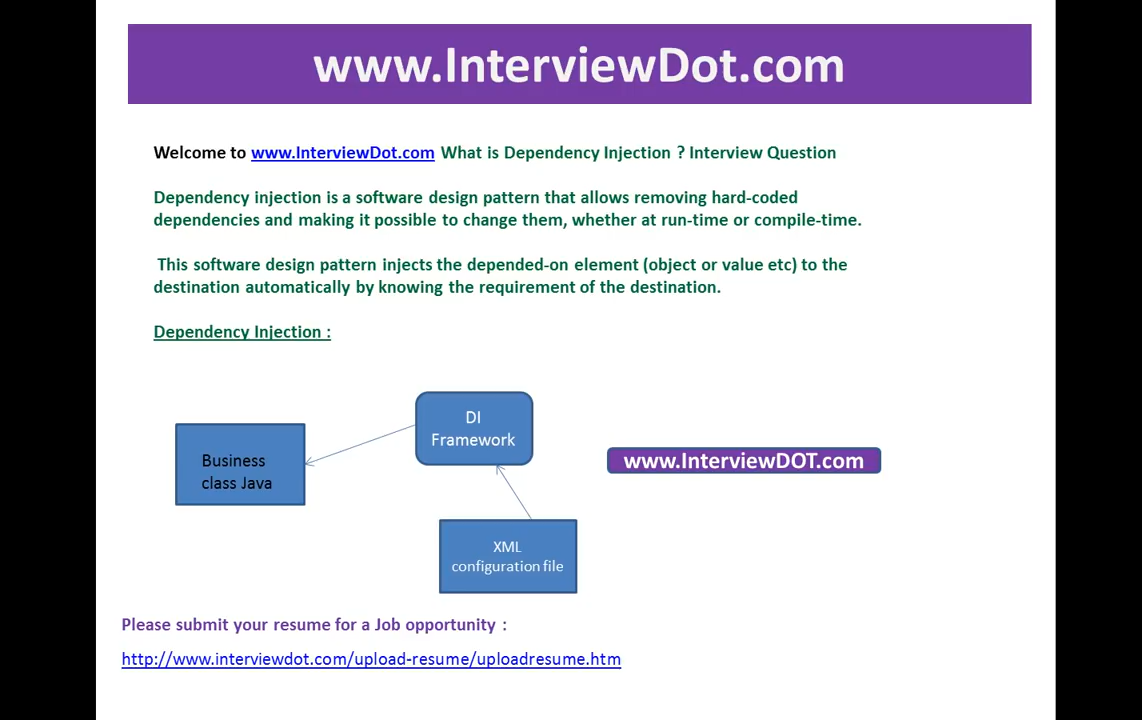 www.InterviewDot.com
Welcome to www.InterviewDot.com What is Dependency Injection ? Interview Question
Dependency injection is a software design pattern that allows removing hard-coded
dependencies and making it possible to change them, whether at run-time or compile-time.
This software design pattern injects the depended-on element (object or value etc) to the
destination automatically by knowing the requirement of the destination.
Dependency Injection :
DI
Framework
Business
class Java
www.InterviewDOT.com
XML
configuration file
Please submit your resume for a Job opportunity :
http://www.interviewdot.com/upload-resume/uploadresume.htm